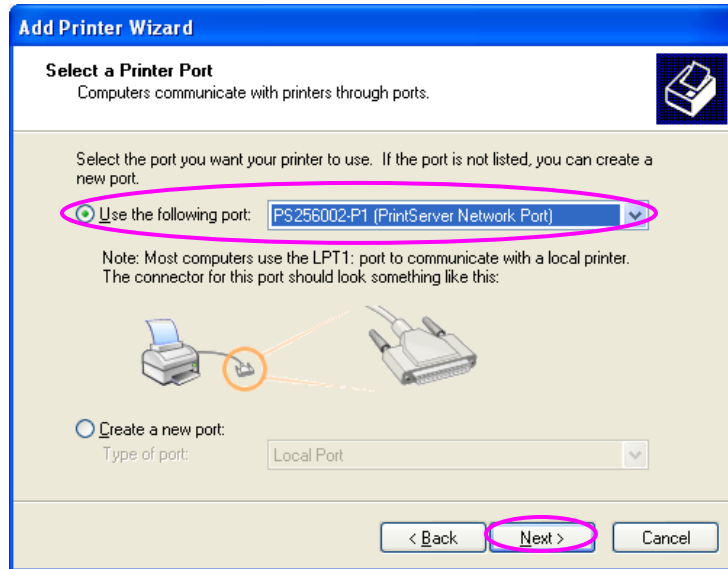 Add Printer Wizard
Select a Printer Port
Computers communicate with printers through ports.
Select the port you want your printer to use. If the port is not listed, you can create a
new port.
Use the following port: PS256002-P1 (PrintServer Network Port)
Note: Most computers use the LPT1: port to communicate with a local printer.
The connector for this port should look something like this:
Create a new port:
Type of port: Local Port
< Back Next > Cancel